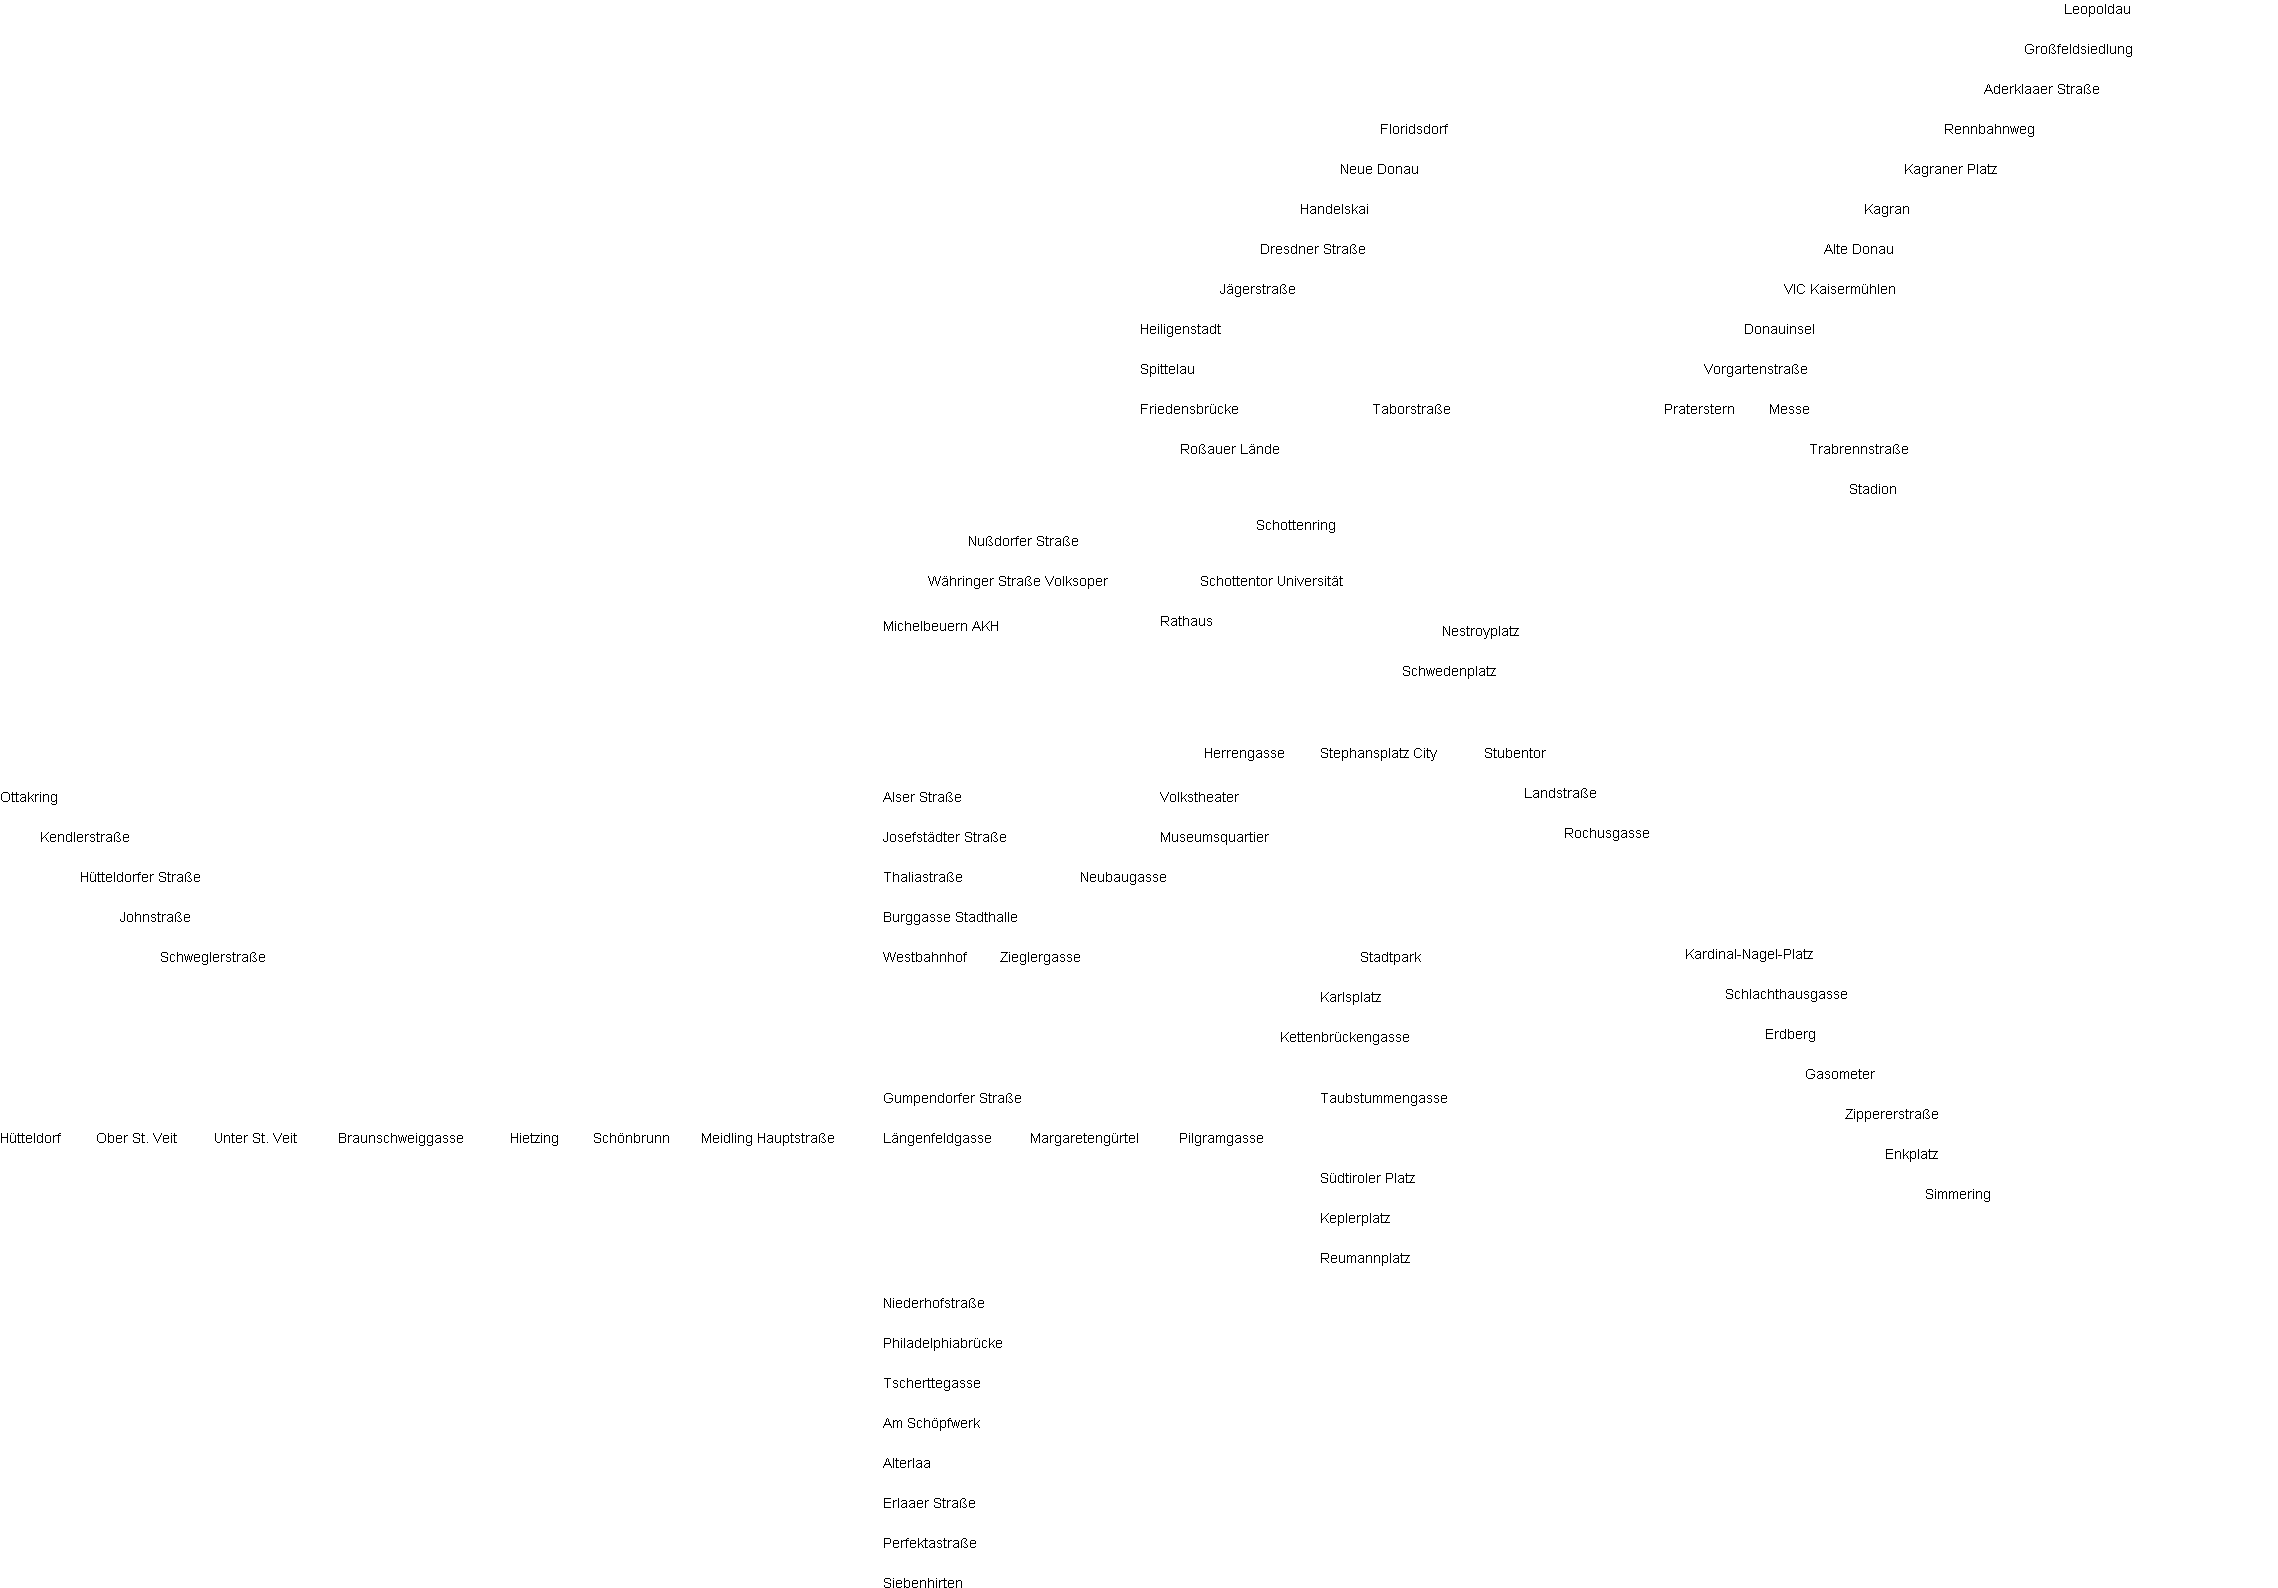 Leopoldau
Großfeldsiedlung
Aderklaaer Straße
Floridsdorf
Rennbahnweg
Neue Donau
Kagraner Platz
Handelskai
Kagran
Dresdner Straße
Alte Donau
Jägerstraße
VIC Kaisermühlen
Heiligenstadt
Donauinsel
Spittelau
Vorgartenstraße
Friedensbrücke
Taborstraße
Praterstern
Messe
Roßauer Lände
Trabrennstraße
Stadion
Schottenring
Nußdorfer Straße
Währinger Straße Volksoper
Schottentor Universität
Rathaus
Michelbeuern AKH
Nestroyplatz
Schwedenplatz
Herrengasse
Stephansplatz City
Stubentor
Landstraße
Ottakring
Alser Straße
Volkstheater
Rochusgasse
Kendlerstraße
Josefstädter Straße
Museumsquartier
Hütteldorfer Straße
Thaliastraße
Neubaugasse
Johnstraße
Burggasse Stadthalle
Schweglerstraße
Westbahnhof
Zieglergasse
Stadtpark
Kardinal-Nagel-Platz
Karlsplatz
Schlachthausgasse
Kettenbrückengasse
Erdberg
Gasometer
Gumpendorfer Straße
Taubstummengasse
Zippererstraße
Hütteldorf
Ober St. Veit
Unter St. Veit
Braunschweiggasse
Hietzing
Schönbrunn
Meidling Hauptstraße
Längenfeldgasse
Margaretengürtel
Pilgramgasse
Enkplatz
Südtiroler Platz
Simmering
Keplerplatz
Reumannplatz
Niederhofstraße
Philadelphiabrücke
Tscherttegasse
Am Schöpfwerk
Alterlaa
Erlaaer Straße
Perfektastraße
Siebenhirten